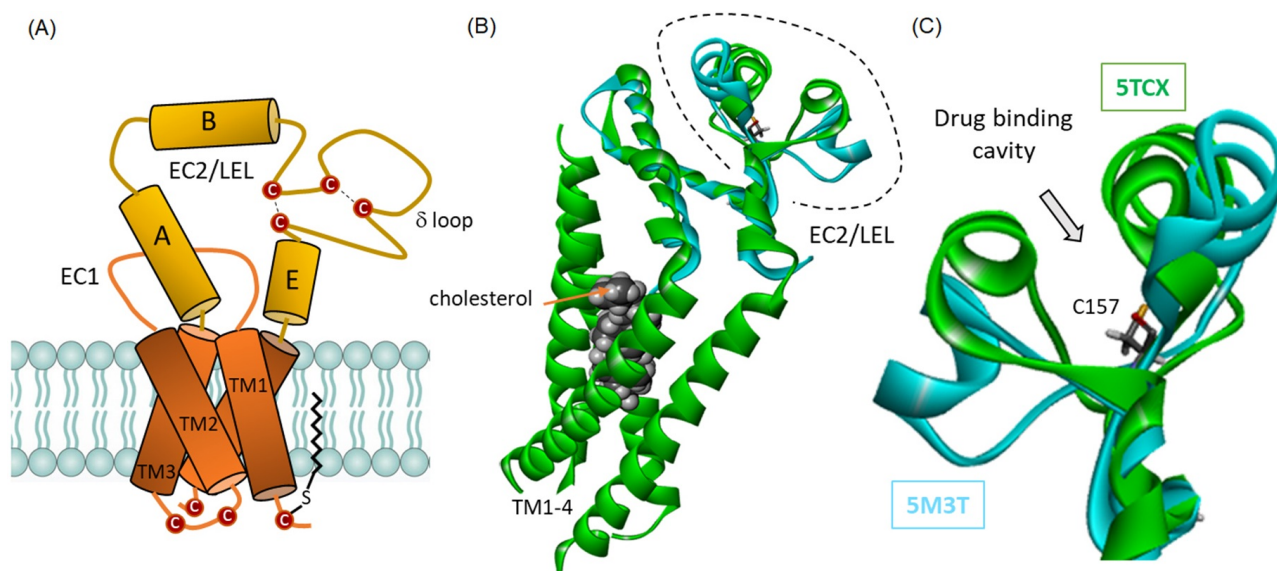 (A)
B
EC2/LEL
C
C
C
C
δ loop
A
EC1
E
TM1
TM2
TM3
S
C
C
C
C
(B)
EC2/LEL
cholesterol
TM1-4
(C)
5TCX
Drug binding
cavity
C157
5M3T